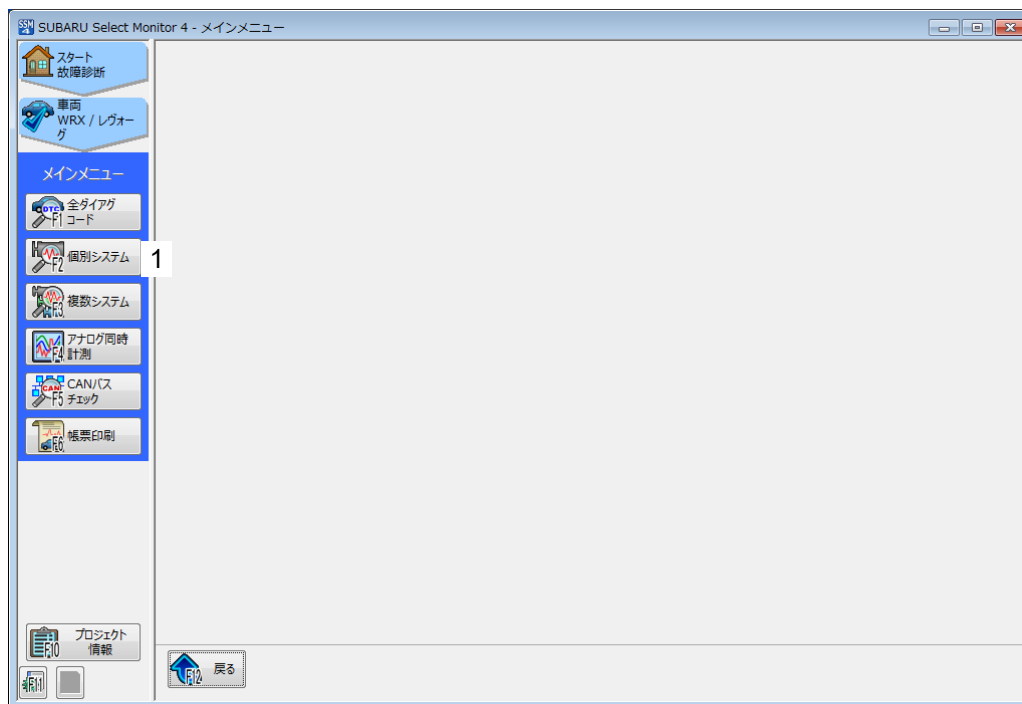 SSM
4
SUBARU Select Monitor 4 - メインメニュー
スタート
故障診断
車両
WRX / レヴォー
グ
メインメニュー
DTC
F1
全ダイアグ
コード
F2
個別システム
1
F3
複数システム
F4
アナログ同時
計測
CAN
F5
CANバス
チェック
F6
帳票印刷
F10
プロジェクト
情報
F11
F12
戻る